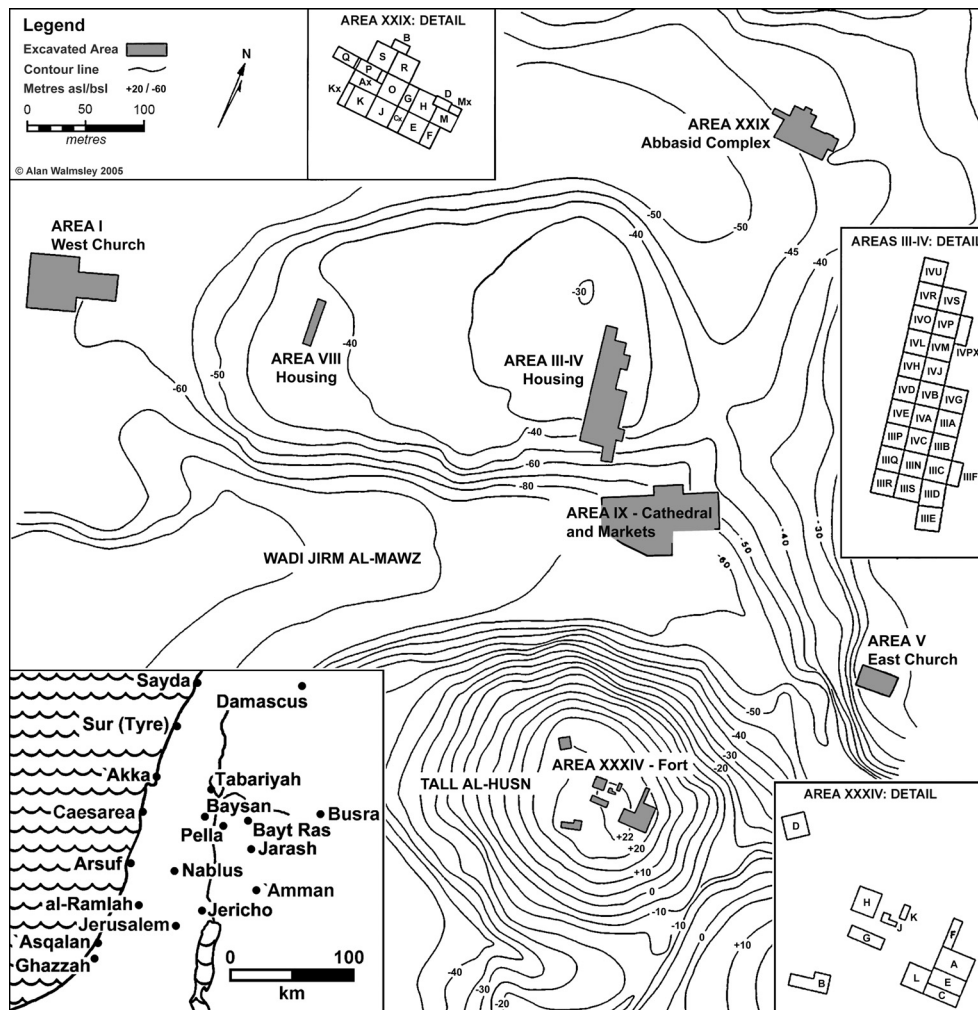 Legend
Excavated Area
Contour line
Metres asl/bsl +20 / -60
0 50 100
metres
© Alan Walmsley 2005
N
AREA XXIX: DETAIL
B
Q
S
P
R
Kx
Ax
O
G
H
D
Mx
K
J
Cx
E
F
M
AREA XXIX
Abbasid Complex
AREA I
West Church
-50
-50
-40
-45
-40
-30
AREA VIII
Housing
-40
AREA III-IV
Housing
-60
-40
-60
-80
AREA IX - Cathedral
and Markets
WADI JIRM AL-MAWZ
-50
-60
-40
-30
AREAS III-IV: DETAIL
IVU
IVR
IVS
IVO
IVP
IVL
IVM
IVPX
IVH
IVJ
IVD
IVB
IVG
IVE
IVA
IIIA
IIIP
IVC
IIIB
IIIQ
IIIN
IIIC
IIIF
IIIR
IIIS
IIID
IIIE
AREA V
East Church
-50
-40
-30
-20
TALL AL-HUSN
AREA XXXIV - Fort
+22
+20
+10
0
-10
-10
0
+10
-40
-30
-20
AREA XXXIV: DETAIL
D
H
K
J
G
F
A
L
E
C
B
Sayda
Damascus
Sur (Tyre)
`Akka
Tabariyah
Caesarea
Baysan
Busra
Pella
Bayt Ras
Jarash
Arsuf
Nablus
`Amman
al-Ramlah
Jericho
Jerusalem
`Asqalan
Ghazzah
0 100
km